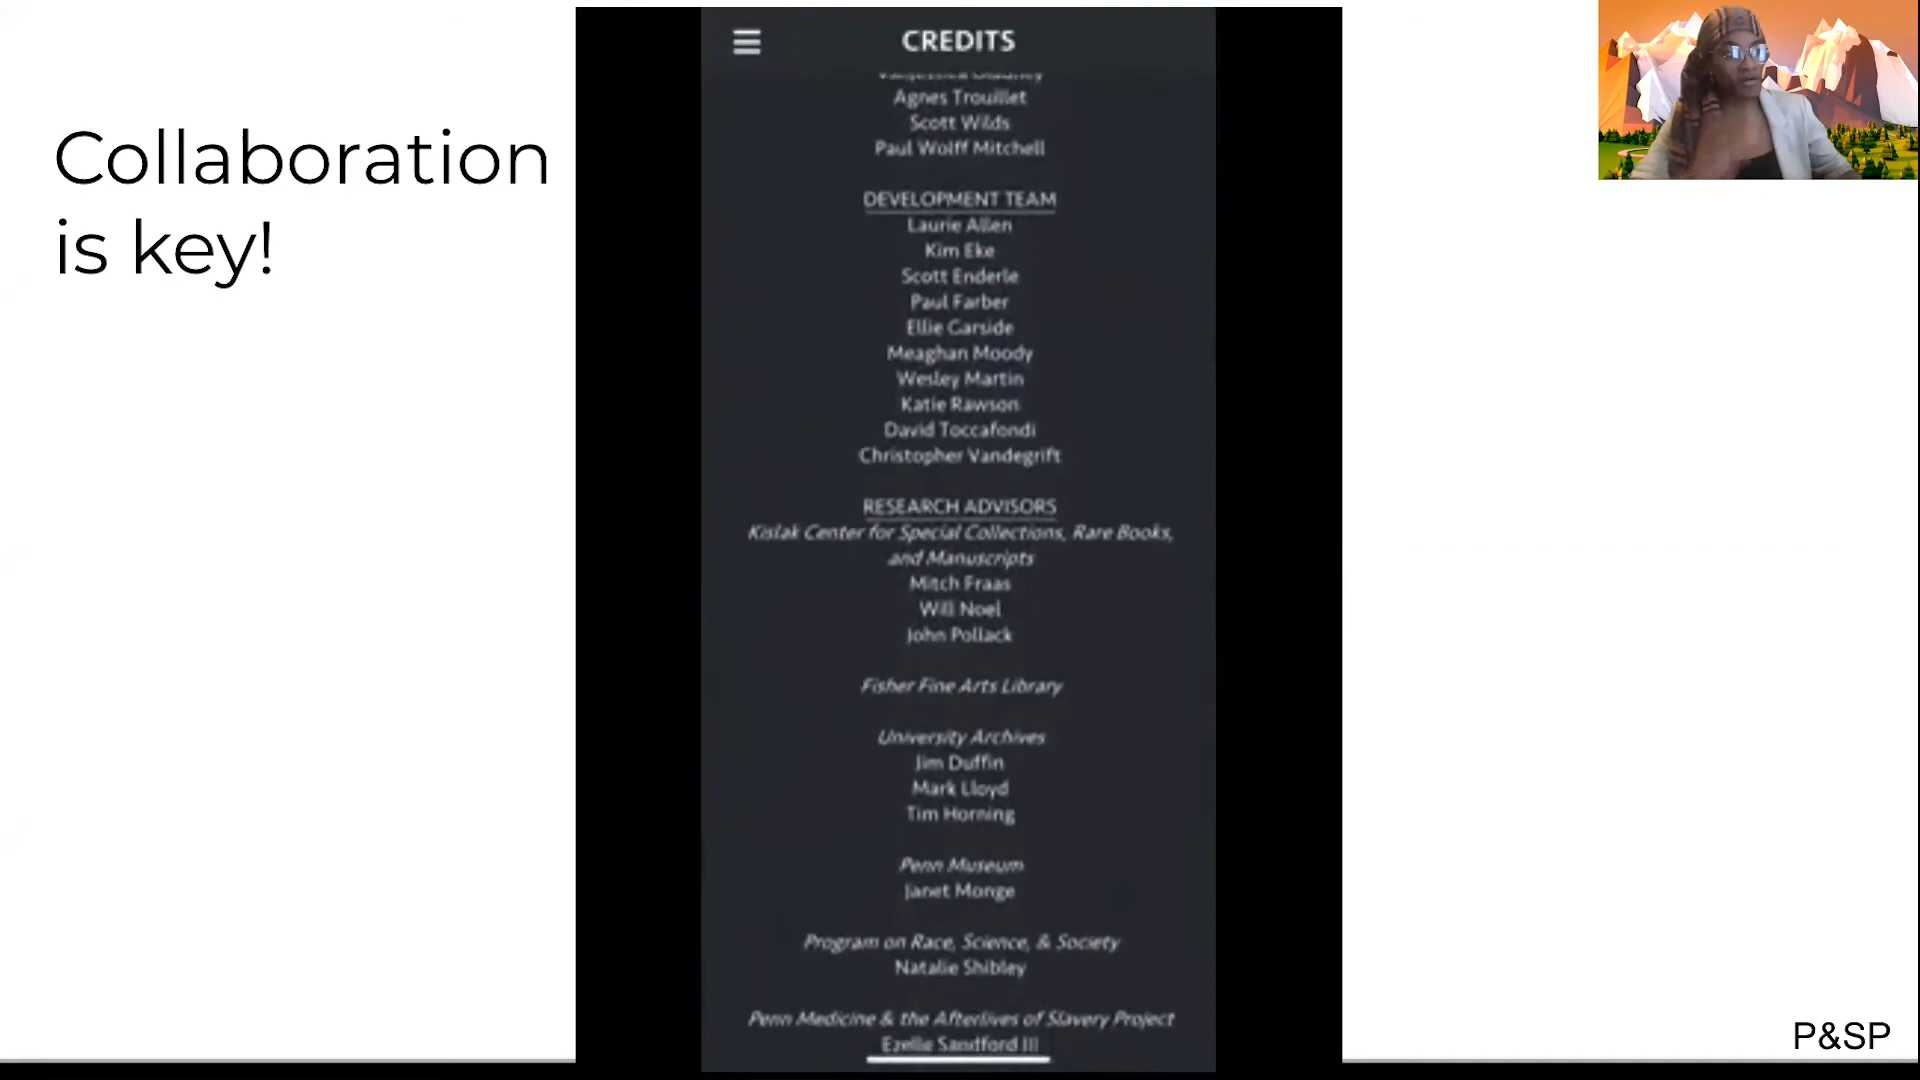 Collaboration
is key!
CREDITS
Agnes Trouillet
Scott Wilds
Paul Wolff Mitchell
DEVELOPMENT TEAM
Laurie Allen
Kim Eke
Scott Enderle
Paul Farber
Ellie Garside
Meaghan Moody
Wesley Martin
Katie Rawson
David Toccafondi
Christopher Vandegrift
RESEARCH ADVISORS
Kislak Center for Special Collections, Rare Books,
and Manuscripts
Mitch Fraas
Will Noel
John Pollack
Fisher Fine Arts Library
University Archives
Jim Duffin
Mark Lloyd
Tim Horning
Penn Museum
Janet Monge
Program on Race, Science, & Society
Natalie Shibley
Penn Medicine & the Afterlives of Slavery Project
Ezelle Sandford III
P&SP